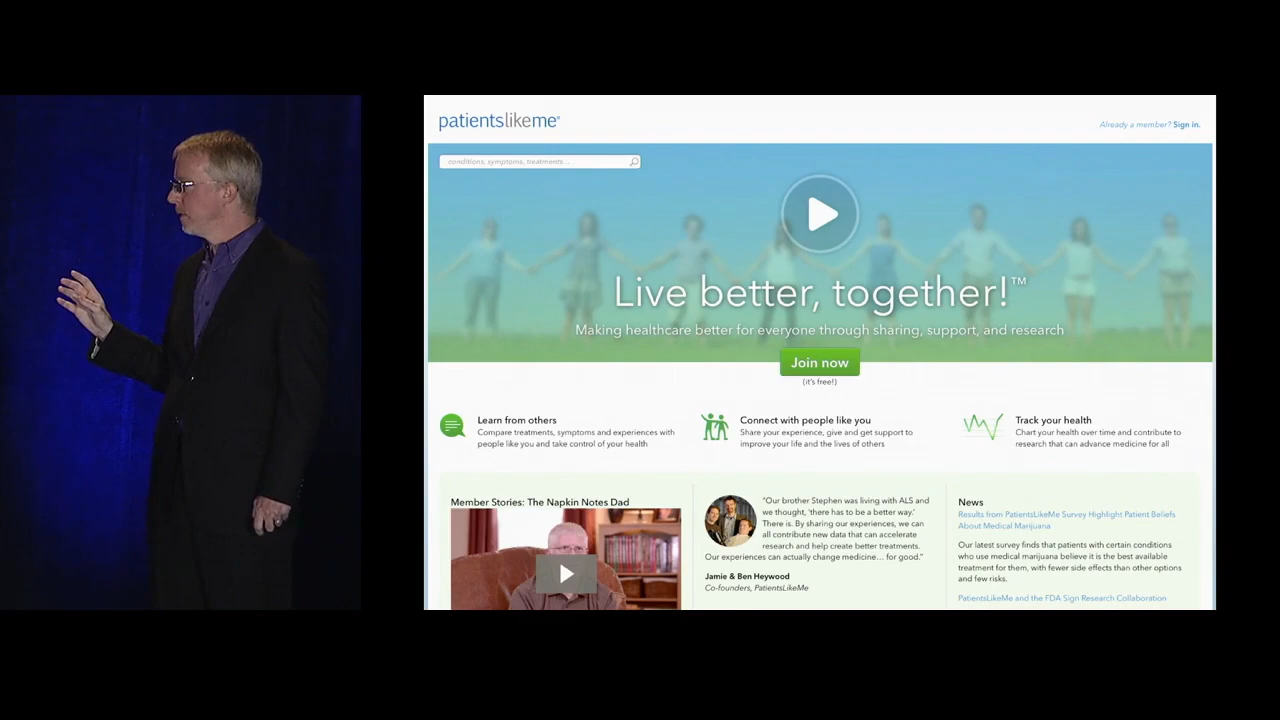 patientslikeme®
Already a member? Sign in.
conditions, symptoms, treatments...
Live better, together!™
Making healthcare better for everyone through sharing, support, and research
Join now
(it's free!)
Learn from others
Compare treatments, symptoms and experiences with
people like you and take control of your health
Connect with people like you
Share your experience, give and get support to
improve your life and the lives of others
Track your health
Chart your health over time and contribute to
research that can advance medicine for all
Member Stories: The Napkin Notes Dad
"Our brother Stephen was living with ALS and
we thought, 'there has to be a better way.'
There is. By sharing our experiences, we can
all contribute new data that can accelerate
research and help create better treatments.
Our experiences can actually change medicine... for good."
Jamie & Ben Heywood
Co-founders, PatientsLikeMe
News
Results from PatientsLikeMe Survey Highlight Patient Beliefs
About Medical Marijuana
Our latest survey finds that patients with certain conditions
who use medical marijuana believe it is the best available
treatment for them, with fewer side effects than other options
and few risks.
PatientsLikeMe and the FDA Sign Research Collaboration